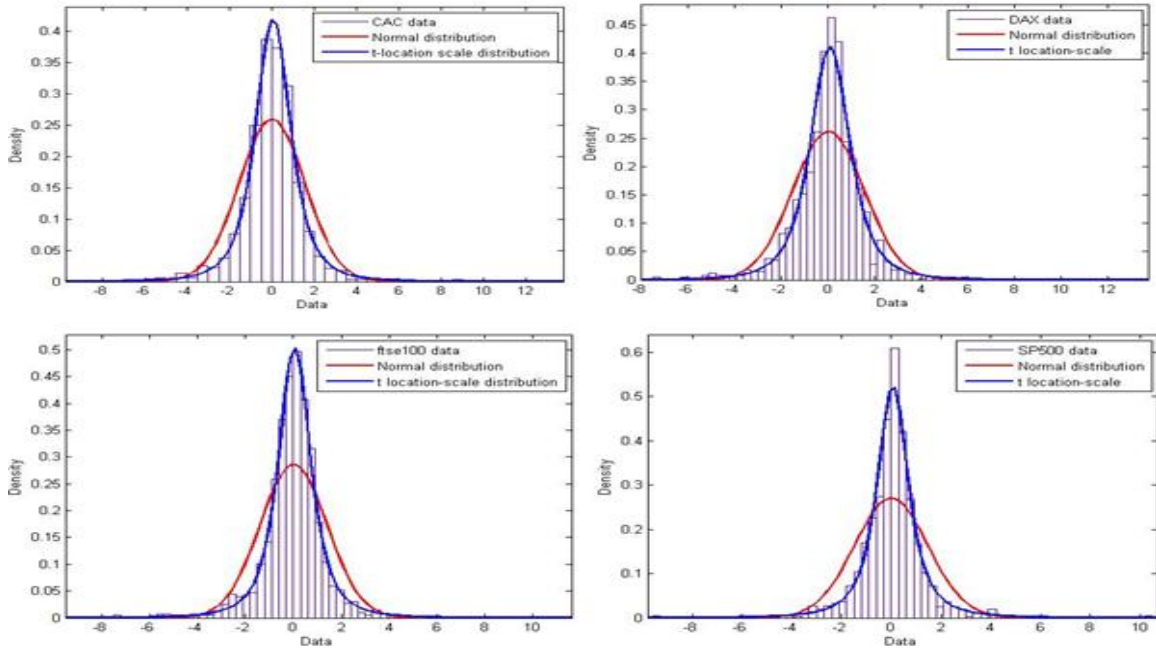 CAC data
Normal distribution
t-location scale distribution
0.4
0.35
0.3
0.25
0.2
0.15
0.1
0.05
0
Density
-8 -6 -4 -2 0 2 4 6 8 10 12
Data
DAX data
Normal distribution
t location-scale
0.45
0.4
0.35
0.3
0.25
0.2
0.15
0.1
0.05
0
Density
-8 -6 -4 -2 0 2 4 6 8 10 12
Data
ftse100 data
Normal distribution
t location-scale distribution
0.5
0.45
0.4
0.35
0.3
0.25
0.2
0.15
0.1
0.05
0
Density
-8 -6 -4 -2 0 2 4 6 8 10
Data
SP500 data
Normal distribution
t location-scale
0.6
0.5
0.4
0.3
0.2
0.1
0
Density
-8 -6 -4 -2 0 2 4 6 8 10
Data